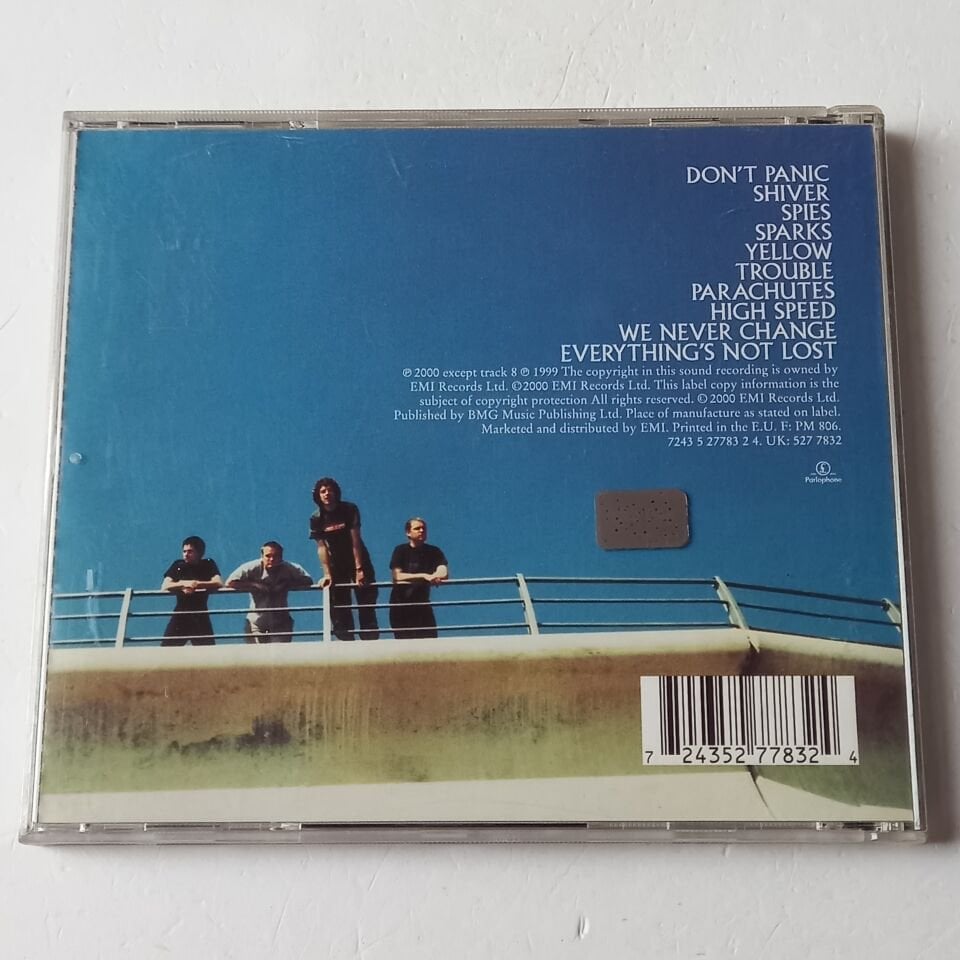 DON'T PANIC
SHIVER
SPIES
SPARKS
YELLOW
TROUBLE
PARACHUTES
HIGH SPEED
WE NEVER CHANGE
EVERYTHING'S NOT LOST
℗ 2000 except track 8 ℗ 1999 The copyright in this sound recording is owned by
EMI Records Ltd. ©2000 EMI Records Ltd. This label copy information is the
subject of copyright protection All rights reserved. © 2000 EMI Records Ltd.
Published by BMG Music Publishing Ltd. Place of manufacture as stated on label.
Marketed and distributed by EMI. Printed in the E.U. F: PM 806.
7243 5 27783 2 4. UK: 527 7832
£
Parlophone
7 24352 77832 4